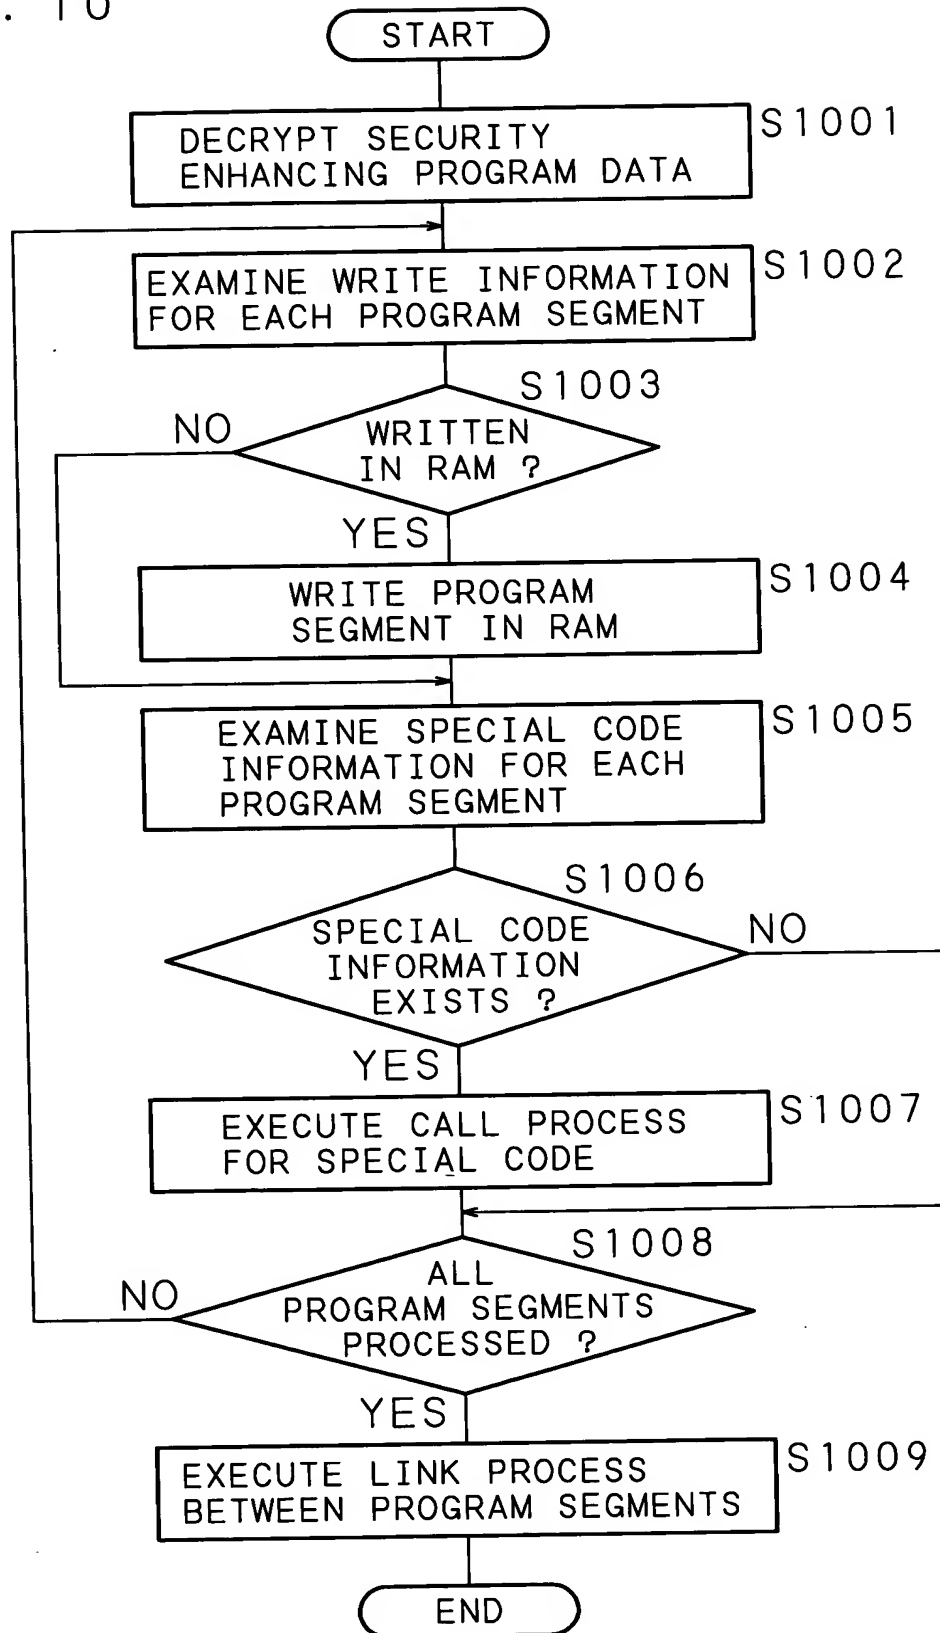 . 10
START
S1001
DECRYPT SECURITY
ENHANCING PROGRAM DATA
S1002
EXAMINE WRITE INFORMATION
FOR EACH PROGRAM SEGMENT
S1003
NO
WRITTEN
IN RAM ?
YES
S1004
WRITE PROGRAM
SEGMENT IN RAM
S1005
EXAMINE SPECIAL CODE
INFORMATION FOR EACH
PROGRAM SEGMENT
S1006
NO
SPECIAL CODE
INFORMATION
EXISTS ?
YES
S1007
EXECUTE CALL PROCESS
FOR SPECIAL CODE
S1008
ALL
NO
PROGRAM SEGMENTS
PROCESSED ?
YES
S1009
EXECUTE LINK PROCESS
BETWEEN PROGRAM SEGMENTS
END